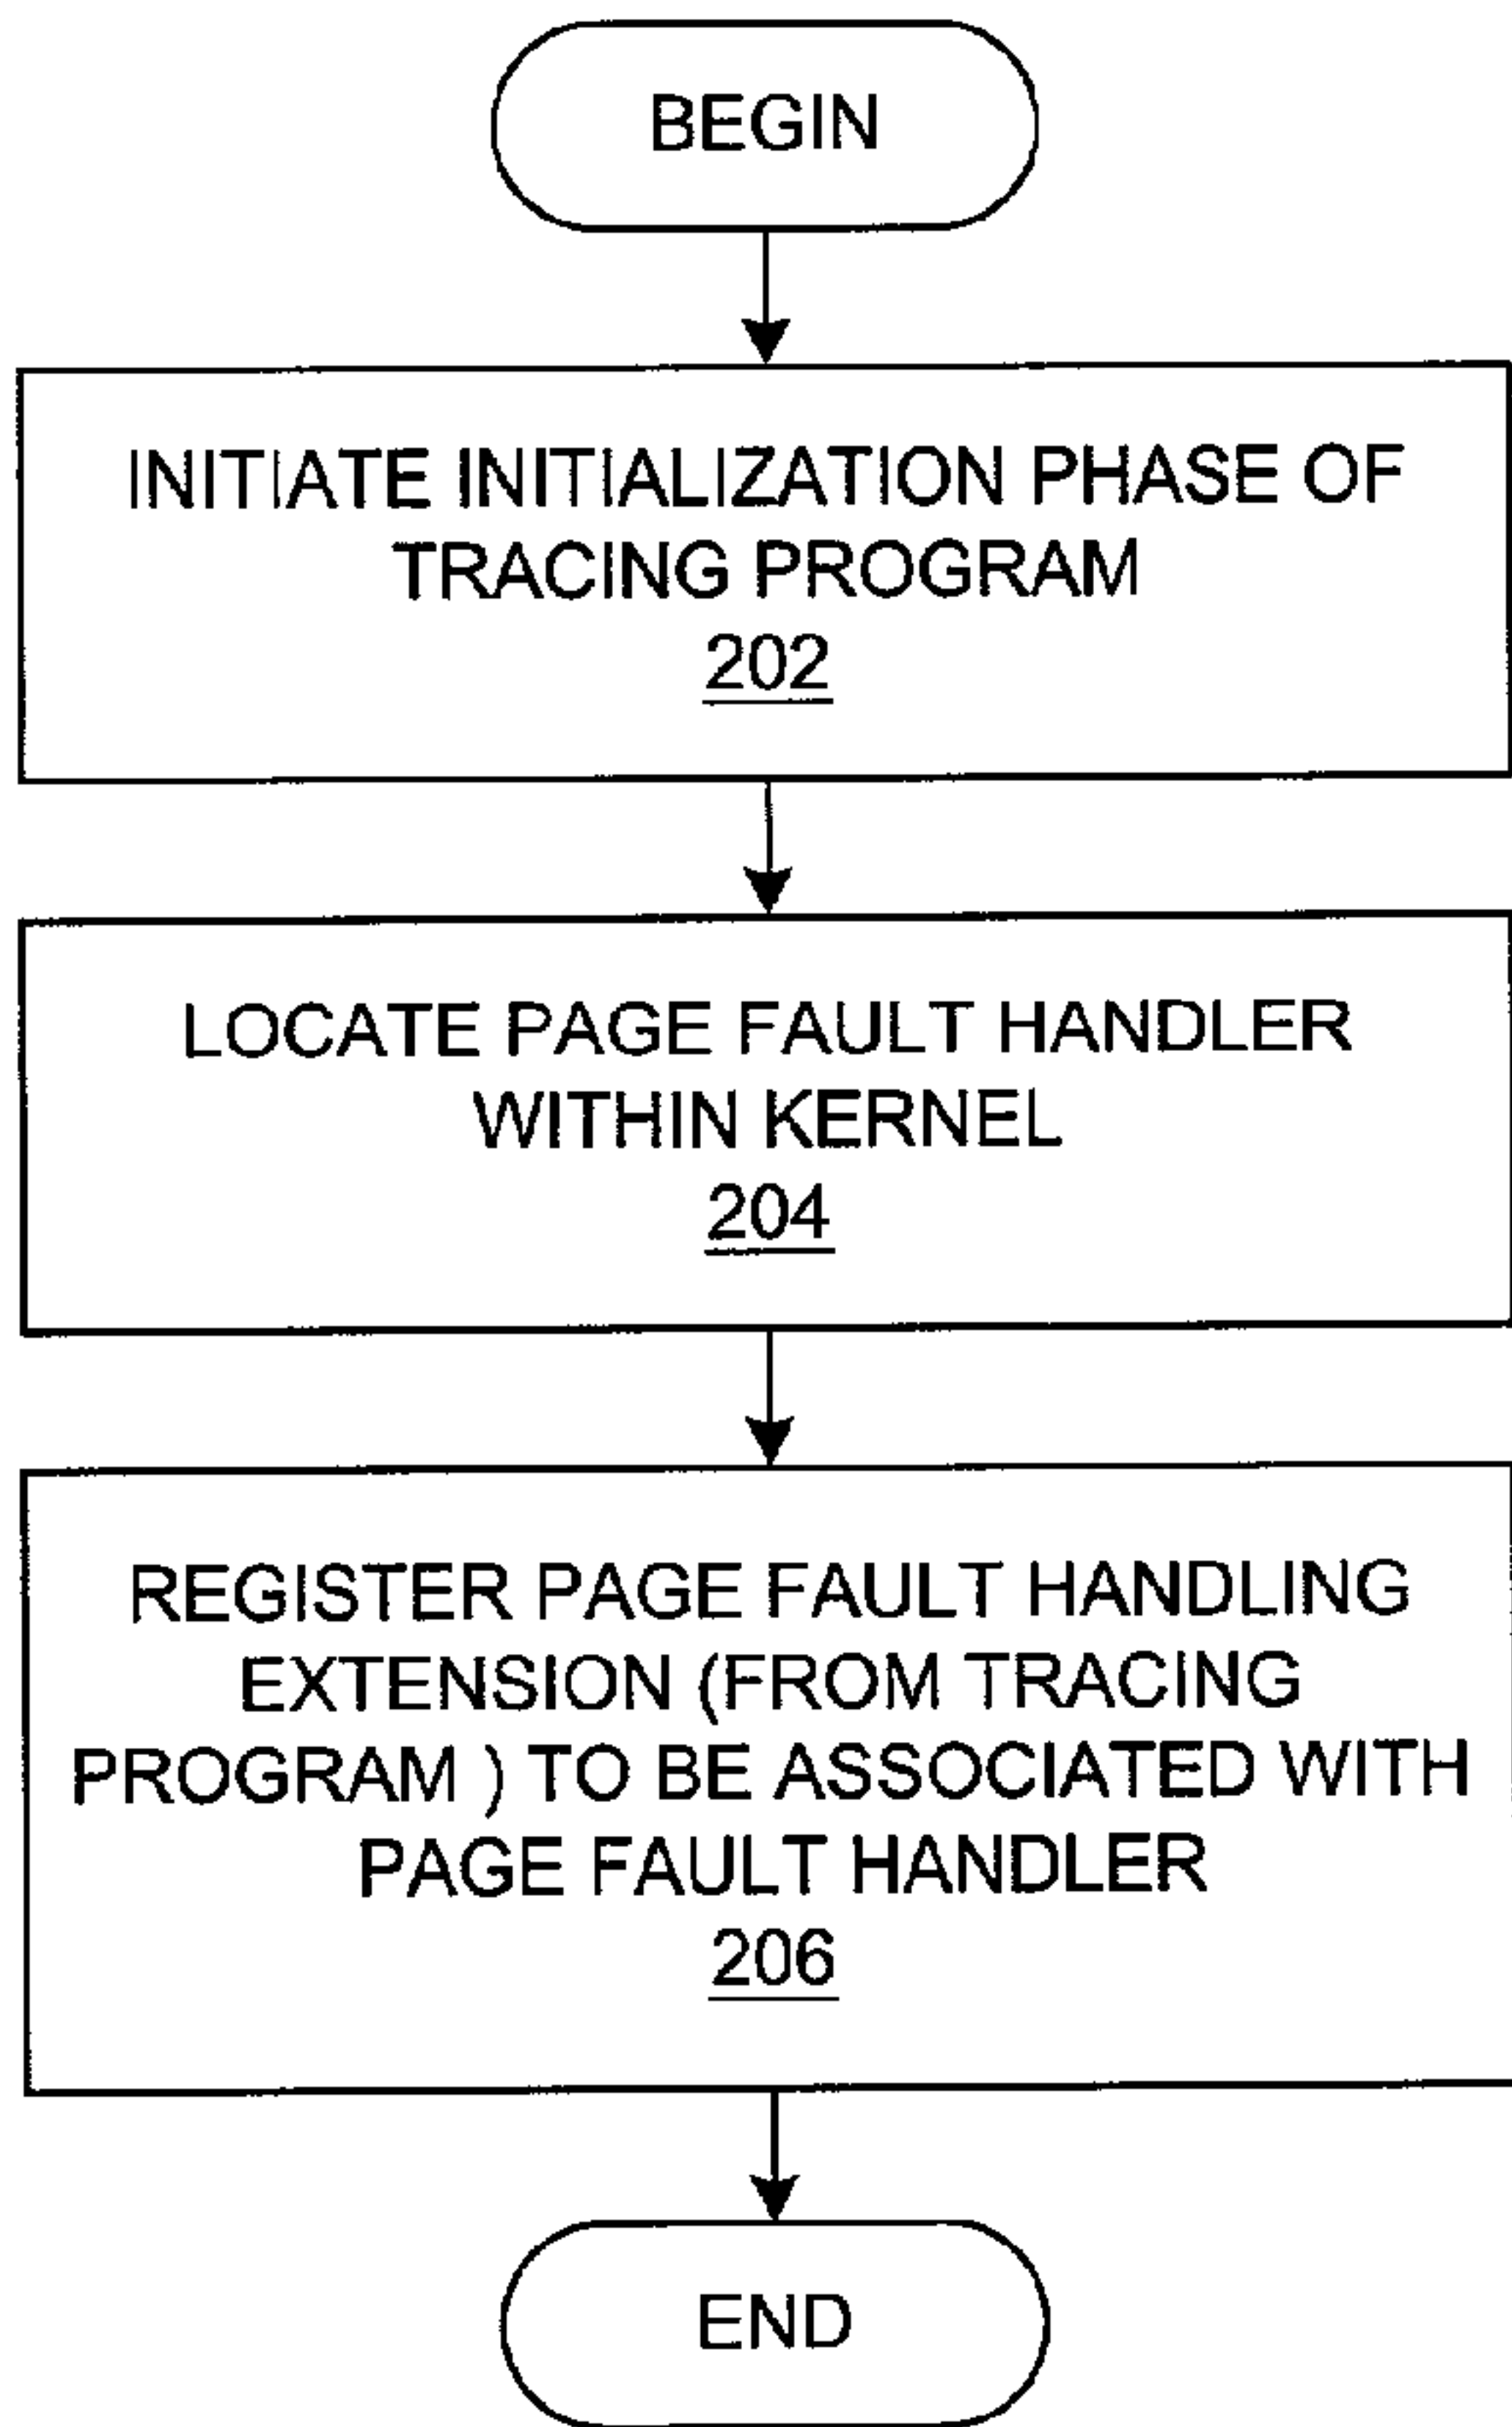 BEGIN
INITIATE INITIALIZATION PHASE OF
TRACING PROGRAM
202
LOCATE PAGE FAULT HANDLER
WITHIN KERNEL
204
REGISTER PAGE FAULT HANDLING
EXTENSION (FROM TRACING
PROGRAM ) TO BE ASSOCIATED WITH
PAGE FAULT HANDLER
206
END